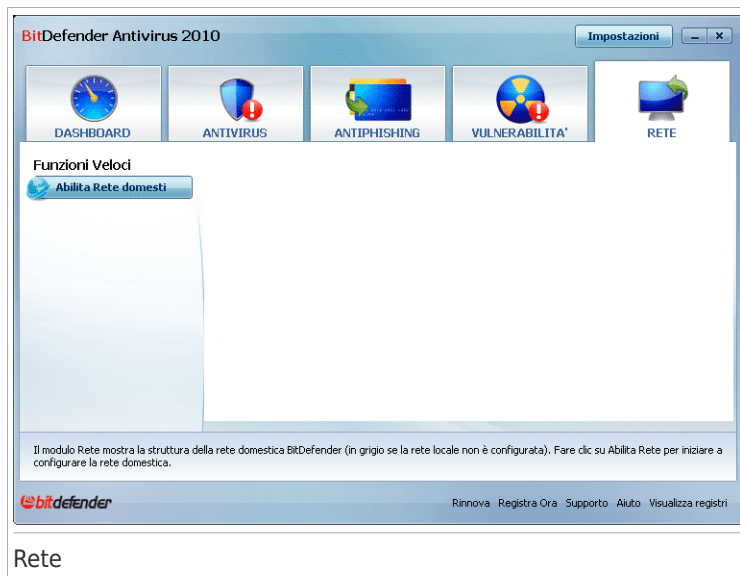 BitDefender Antivirus 2010
Impostazioni
DASHBOARD
ANTIVIRUS
ANTIPHISHING
VULNERABILITA'
RETE
Funzioni Veloci
Abilita Rete domesti
Il modulo Rete mostra la struttura della rete domestica BitDefender (in grigio se la rete locale non è configurata). Fare clic su Abilita Rete per iniziare a
configurare la rete domestica.
bitdefender
Rinnova Registra Ora Supporto Aiuto Visualizza registri
Rete